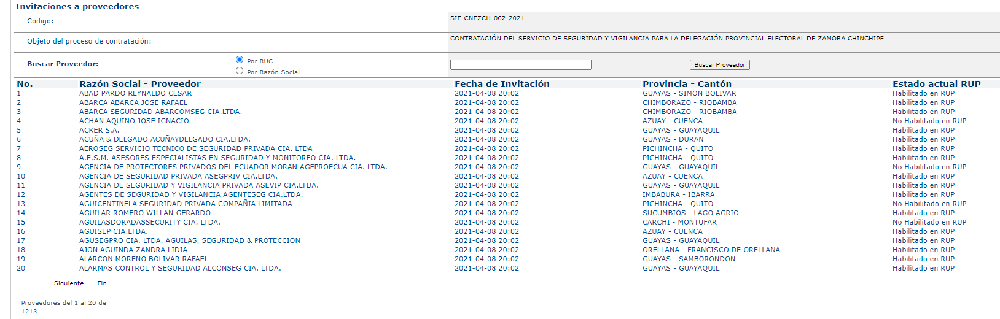 Invitaciones a proveedores
Código: SIE-CNEZCH-002-2021
Objeto del proceso de contratación: CONTRATACIÓN DEL SERVICIO DE SEGURIDAD Y VIGILANCIA PARA LA DELEGACIÓN PROVINCIAL ELECTORAL DE ZAMORA CHINCHIPE
Buscar Proveedor: Por RUC Buscar Proveedor
Por Razón Social
No. Razón Social - Proveedor Fecha de Invitación Provincia - Cantón Estado actual RUP
1 ABAD PARDO REYNALDO CESAR 2021-04-08 20:02 GUAYAS - SIMON BOLIVAR Habilitado en RUP
2 ABARCA ABARCA JOSE RAFAEL 2021-04-08 20:02 CHIMBORAZO - RIOBAMBA Habilitado en RUP
3 ABARCA SEGURIDAD ABARCOMSEG CIA.LTDA. 2021-04-08 20:02 CHIMBORAZO - RIOBAMBA Habilitado en RUP
4 ACHAN AQUINO JOSE IGNACIO 2021-04-08 20:02 AZUAY - CUENCA No Habilitado en RUP
5 ACKER S.A. 2021-04-08 20:02 GUAYAS - GUAYAQUIL Habilitado en RUP
6 ACUÑA & DELGADO ACUÑAYDELGADO CIA.LTDA. 2021-04-08 20:02 GUAYAS - DURAN Habilitado en RUP
7 AEROSEG SERVICIO TECNICO DE SEGURIDAD PRIVADA CIA. LTDA 2021-04-08 20:02 PICHINCHA - QUITO Habilitado en RUP
8 A.E.S.M. ASESORES ESPECIALISTAS EN SEGURIDAD Y MONITOREO CIA. LTDA. 2021-04-08 20:02 PICHINCHA - QUITO Habilitado en RUP
9 AGENCIA DE PROTECTORES PRIVADOS DEL ECUADOR MORAN AGEPROECUA CIA. LTDA. 2021-04-08 20:02 GUAYAS - GUAYAQUIL No Habilitado en RUP
10 AGENCIA DE SEGURIDAD PRIVADA ASEGPRIV CIA.LTDA. 2021-04-08 20:02 AZUAY - CUENCA Habilitado en RUP
11 AGENCIA DE SEGURIDAD Y VIGILANCIA PRIVADA ASEVIP CIA.LTDA. 2021-04-08 20:02 GUAYAS - GUAYAQUIL Habilitado en RUP
12 AGENTES DE SEGURIDAD Y VIGILANCIA AGENTESEG CIA.LTDA. 2021-04-08 20:02 IMBABURA - IBARRA Habilitado en RUP
13 AGUICENTINELA SEGURIDAD PRIVADA COMPAÑIA LIMITADA 2021-04-08 20:02 PICHINCHA - QUITO No Habilitado en RUP
14 AGUILAR ROMERO WILLAN GERARDO 2021-04-08 20:02 SUCUMBIOS - LAGO AGRIO Habilitado en RUP
15 AGUILASDORADASSECURITY CIA. LTDA. 2021-04-08 20:02 CARCHI - MONTUFAR No Habilitado en RUP
16 AGUISEP CIA.LTDA. 2021-04-08 20:02 AZUAY - CUENCA Habilitado en RUP
17 AGUSEGPRO CIA. LTDA. AGUILAS, SEGURIDAD & PROTECCION 2021-04-08 20:02 GUAYAS - GUAYAQUIL Habilitado en RUP
18 AJON AGUINDA ZANDRA LIDIA 2021-04-08 20:02 ORELLANA - FRANCISCO DE ORELLANA Habilitado en RUP
19 ALARCON MORENO BOLIVAR RAFAEL 2021-04-08 20:02 GUAYAS - SAMBORONDON Habilitado en RUP
20 ALARMAS CONTROL Y SEGURIDAD ALCONSEG CIA. LTDA. 2021-04-08 20:02 GUAYAS - GUAYAQUIL Habilitado en RUP
Siguiente Fin
Proveedores del 1 al 20 de
1213